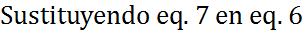 Sustituyendo eq. 7 en eq. 6